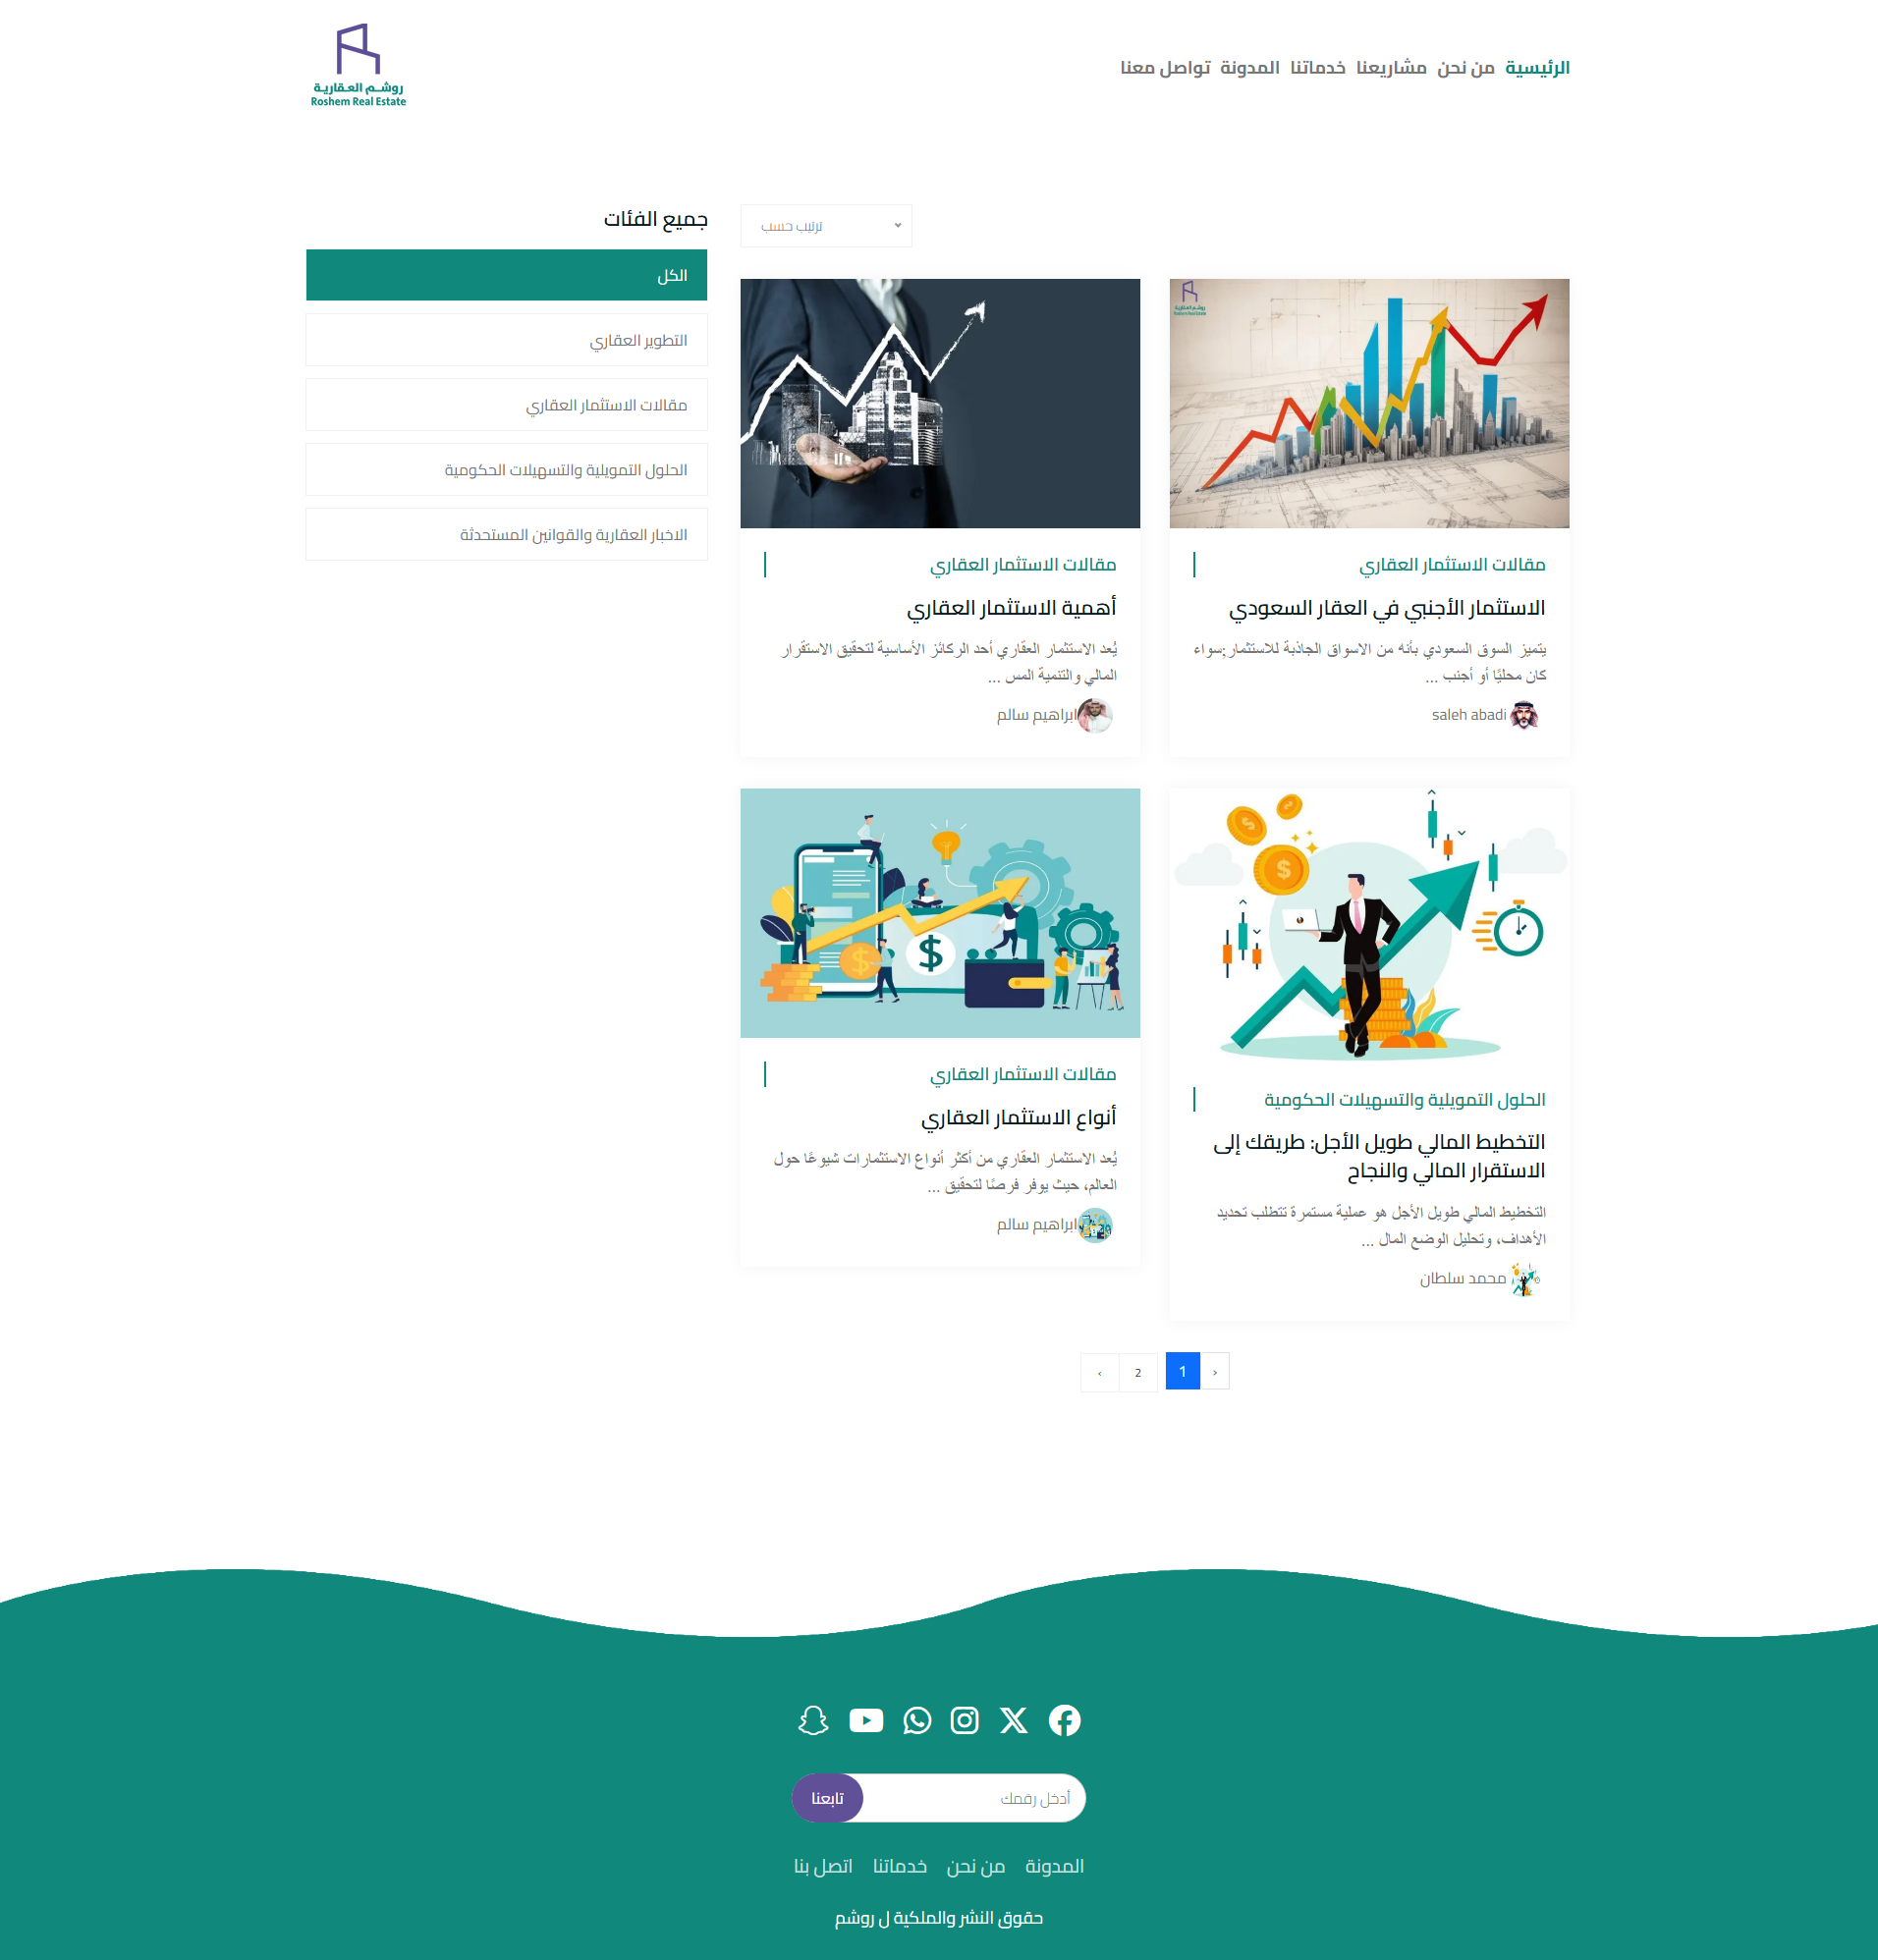 الرئيسية من نحن مشاريعنا خدماتنا المدونة تواصل معنا
روشم العقارية
Roshem Real Estate
ترتيب حسب
جميع الفئات
الكل
التطوير العقاري
مقالات الاستثمار العقاري
الحلول التمويلية والتسهيلات الحكومية
الاخبار العقارية والقوانين المستحدثة
مقالات الاستثمار العقاري
الاستثمار الأجنبي في العقار السعودي
يتميز السوق السعودي بأنه من الاسواق الجاذبة للاستثمار;سواء
كان محليًا أو أجنب ...
saleh abadi
مقالات الاستثمار العقاري
أهمية الاستثمار العقاري
يُعد الاستثمار العقاري أحد الركائز الأساسية لتحقيق الاستقرار
المالي والتنمية المس ...
ابراهيم سالم
الحلول التمويلية والتسهيلات الحكومية
التخطيط المالي طويل الأجل: طريقك إلى
الاستقرار المالي والنجاح
التخطيط المالي طويل الأجل هو عملية مستمرة تتطلب تحديد
الأهداف، وتحليل الوضع المال ...
محمد سلطان
مقالات الاستثمار العقاري
أنواع الاستثمار العقاري
يُعد الاستثمار العقاري من أكثر أنواع الاستثمارات شيوعًا حول
العالم، حيث يوفر فرصًا لتحقيق ...
ابراهيم سالم
‹ 1 2 ›
أدخل رقمك
تابعنا
المدونة من نحن خدماتنا اتصل بنا
حقوق النشر والملكية ل روشم